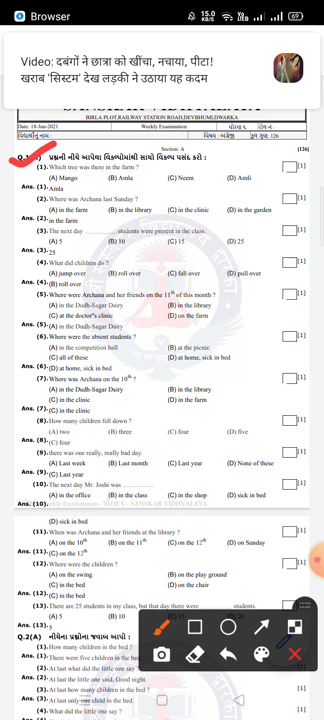 Browser
15.0 KB/S
69
Video: दबंगों ने छात्रा को खींचा, नचाया, पीटा!
खराब 'सिस्टम' देख लड़की ने उठाया यह कदम
BIRLA PLOT,RAILWAY STATION ROAD,DEVBHUMI,DWARKA
Date: 18-Jun-2021 Weekly Examination ધોરણ ૬ રોલ નં :
વિદ્યાર્થીનું નામ : વિષય : અંગ્રેજી કુલ ગુણ :126
Section: A [126]
Q.1(A) પ્રશ્નની નીચે આપેલા વિકલ્પોમાંથી સાચો વિકલ્પ પસંદ કરો :
(1). Which tree was in the farm ? [1]
(A) Mango (B) Amla (C) Neem (D) Amli
Ans. (1). Amla
(2). Where was Archana last Sunday ? [1]
(A) in the farm (B) in the library (C) in the clinic (D) in the garden
Ans. (2). in the farm
(3). The next day ............... students were present in the class. [1]
(A) 5 (B) 10 (C) 15 (D) 25
Ans. (3). 25
(4). What did children do ? [1]
(A) jump over (B) roll over (C) fall over (D) pull over
Ans. (4). (B) roll over
(5). Where were Archana and her friends on the 11th of this month ? [1]
(A) in the Dudh-Sagar Dairy (B) in the library
(C) at the doctor"s clinic (D) on the farm
Ans. (5). (A) in the Dudh-Sagar Dairy
(6). Where were the absent students ? [1]
(A) in the competition hall (B) at the picnic
(C) all of these (D) at home, sick in bed
Ans. (6). (D) at home, sick in bed
(7). Where was Archana on the 10th ? [1]
(A) in the Dudh-Sagar Dairy (B) in the library
(C) in the clinic (D) in the farm
Ans. (7). (C) in the clinic
(8). How many children fell down ? [1]
(A) two (B) three (C) four (D) five
Ans. (8). (C) four
(9). there was one really, really bad day. [1]
(A) Last week (B) Last month (C) Last year (D) None of these
Ans. (9). (C) Last year
(10). The next day Mr. Joshi was ............... [1]
(A) in the office (B) in the class (C) in the shop (D) sick in bed
Ans. (10).
Weekly Examination - SANSKAR VIDHYALAYA
(D) sick in bed
(11). When was Archana and her friends at the library ? [1]
(A) on the 10th (B) on the 11th (C) on the 12th (D) on Sunday
Ans. (11). (C) on the 12th
(12). Where were the children ? [1]
(A) on the swing (B) on the play ground
(C) in the bed (D) on the chair
Ans. (12). (C) in the bed
(13). There are 25 students in my class, but that day there were students.
(A) 5 (B) 10
Ans. (13). 5
Q.2(A) નીચેના પ્રશ્નોના જવાબ આપો :
(1). How many children in the bed ?
Ans. (1). There were five children in the
(2). At last what did the little one say
Ans. (2). At last the little one said, Good night.
(3). At last how many children in the bed ? [1]
Ans. (3). At last only one child in the bed.
(4). What did the little one say ? [1]